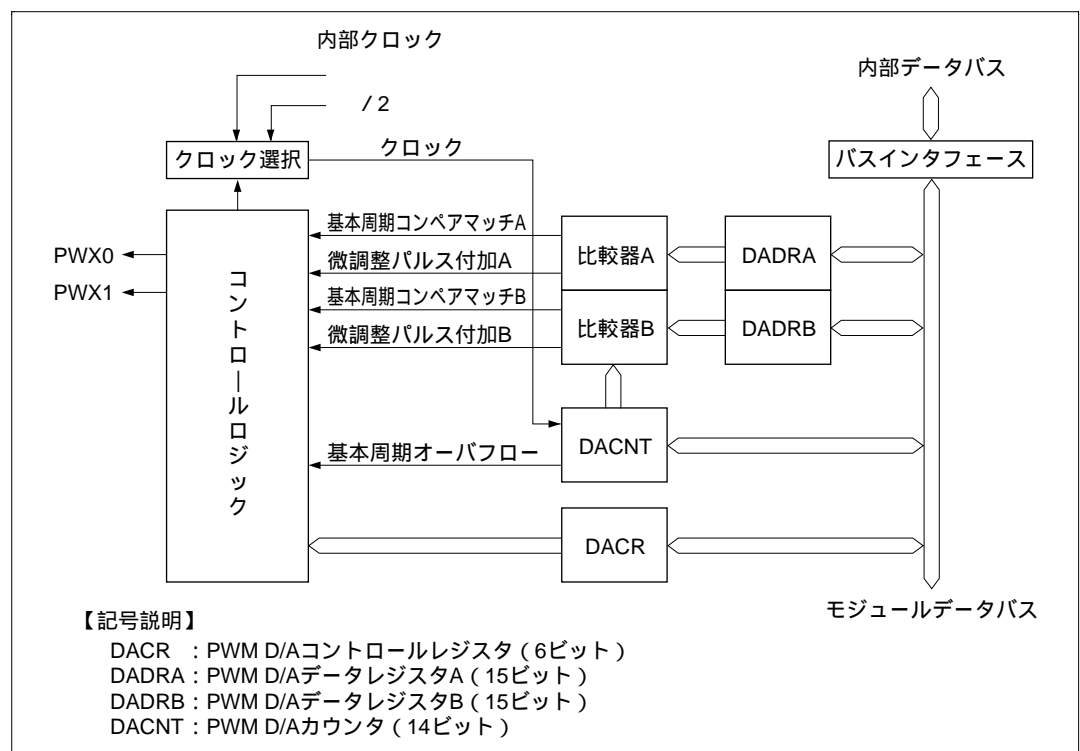 内部クロック
/2
クロック選択
クロック
内部データバス
バスインタフェース
基本周期コンペアマッチA
微調整パルス付加A
基本周期コンペアマッチB
微調整パルス付加B
比較器A
DADRA
比較器B
DADRB
PWX0
PWX1
コントロールロジック
基本周期オーバフロー
DACNT
DACR
モジュールデータバス
【記号説明】
DACR :PWM D/Aコントロールレジスタ(6ビット)
DADRA:PWM D/AデータレジスタA(15ビット)
DADRB:PWM D/AデータレジスタB(15ビット)
DACNT:PWM D/Aカウンタ(14ビット)